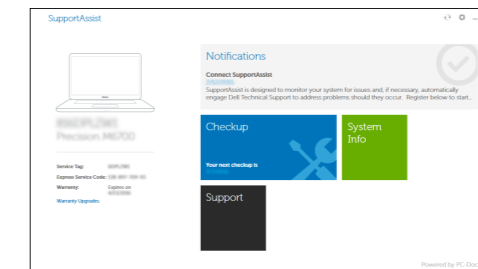 SupportAssist
Notifications
Connect SupportAssist
SupportAssist is designed to monitor your system for issues and, if necessary, automatically
engage Dell Technical Support to address problems should they occur. Register below to start..
Precision M6700
Checkup
System
Info
Your next checkup is
Service Tag:
Express Service Code:
Warranty: Expires on
Warranty Upgrades
Support
Powered by PC-Doc